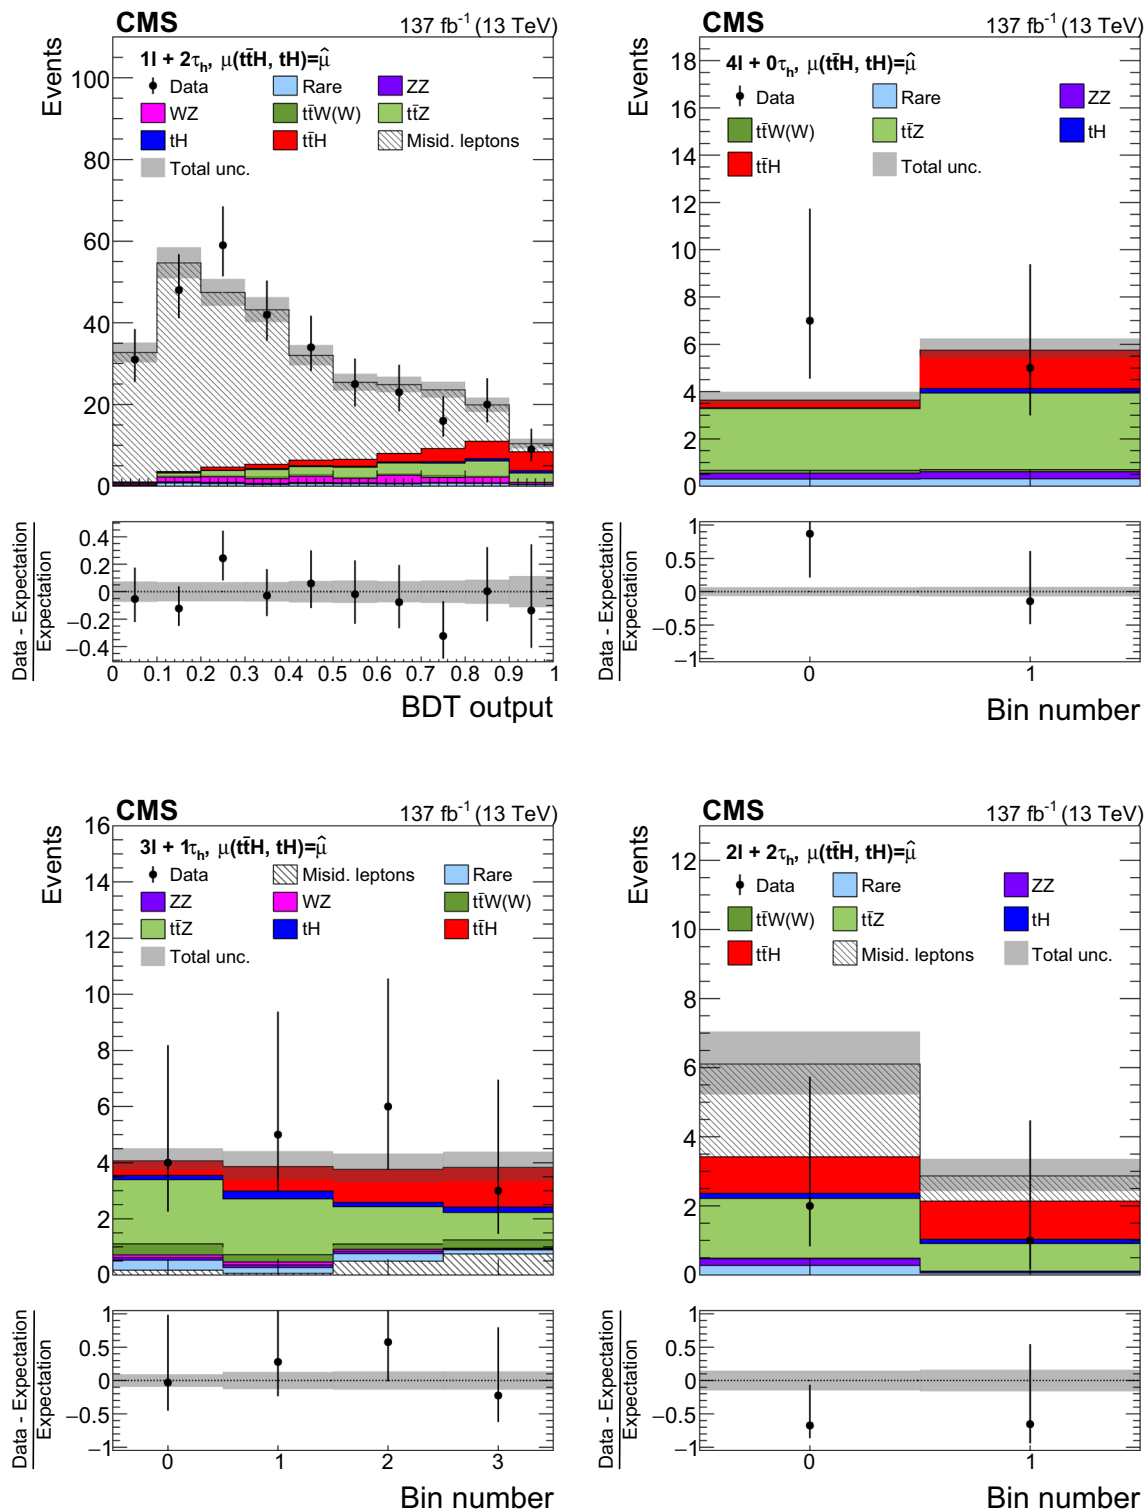 CMS 137 fb⁻¹ (13 TeV)
Events
1l + 2τh, μ(tt̄H, tH)=μ̂
Data Rare ZZ
WZ tt̄W(W) tt̄Z
tH tt̄H Misid. leptons
Total unc.
100
80
60
40
20
0
Data - Expectation
Expectation
0.4
0.2
0
−0.2
−0.4
0 0.1 0.2 0.3 0.4 0.5 0.6 0.7 0.8 0.9 1
BDT output
CMS 137 fb⁻¹ (13 TeV)
Events
4l + 0τh, μ(tt̄H, tH)=μ̂
Data Rare ZZ
tt̄W(W) tt̄Z tH
tt̄H Total unc.
18
16
14
12
10
8
6
4
2
0
Data - Expectation
Expectation
1
0.5
0
−0.5
−1
0 1
Bin number
CMS 137 fb⁻¹ (13 TeV)
Events
3l + 1τh, μ(tt̄H, tH)=μ̂
Data Misid. leptons Rare
ZZ WZ tt̄W(W)
tt̄Z tH tt̄H
Total unc.
16
14
12
10
8
6
4
2
0
Data - Expectation
Expectation
1
0.5
0
−0.5
−1
0 1 2 3
Bin number
CMS 137 fb⁻¹ (13 TeV)
Events
2l + 2τh, μ(tt̄H, tH)=μ̂
Data Rare ZZ
tt̄W(W) tt̄Z tH
tt̄H Misid. leptons Total unc.
12
10
8
6
4
2
0
Data - Expectation
Expectation
1
0.5
0
−0.5
−1
0 1
Bin number